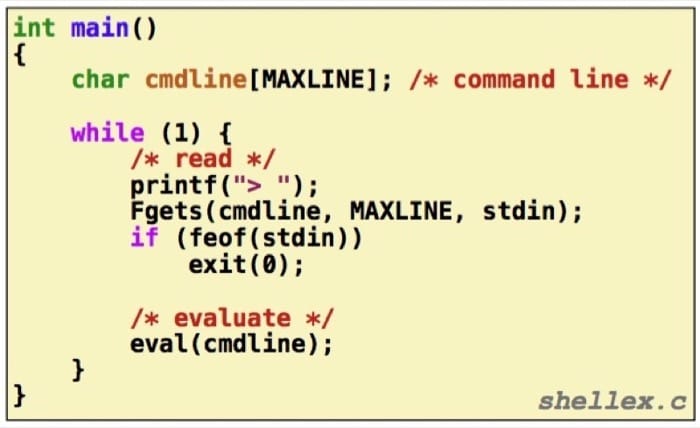 int main()
{
    char cmdline[MAXLINE]; /* command line */

    while (1) {
        /* read */
        printf("> ");
        Fgets(cmdline, MAXLINE, stdin);
        if (feof(stdin))
            exit(0);

        /* evaluate */
        eval(cmdline);
    }
}
shellex.c